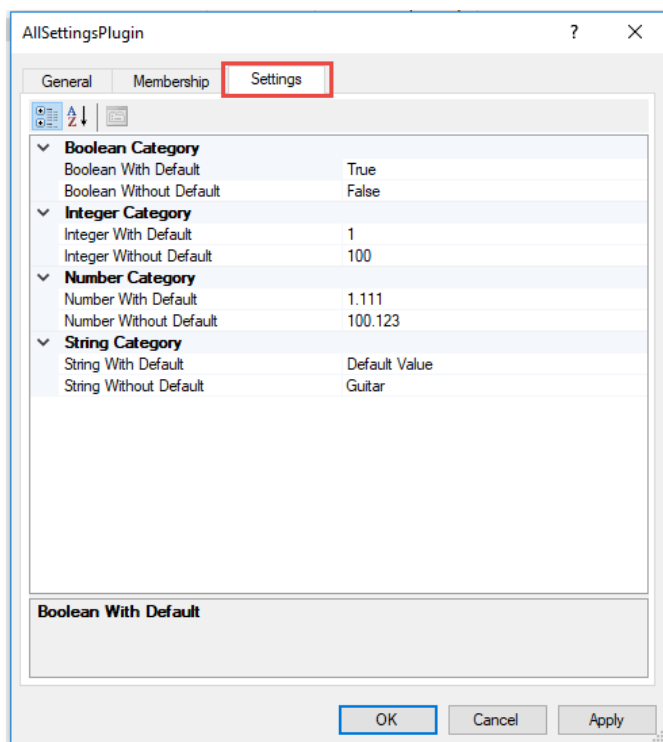 AllSettingsPlugin ?
General Membership Settings
Boolean Category
Boolean With Default True
Boolean Without Default False
Integer Category
Integer With Default 1
Integer Without Default 100
Number Category
Number With Default 1.111
Number Without Default 100.123
String Category
String With Default Default Value
String Without Default Guitar
Boolean With Default
OK Cancel Apply